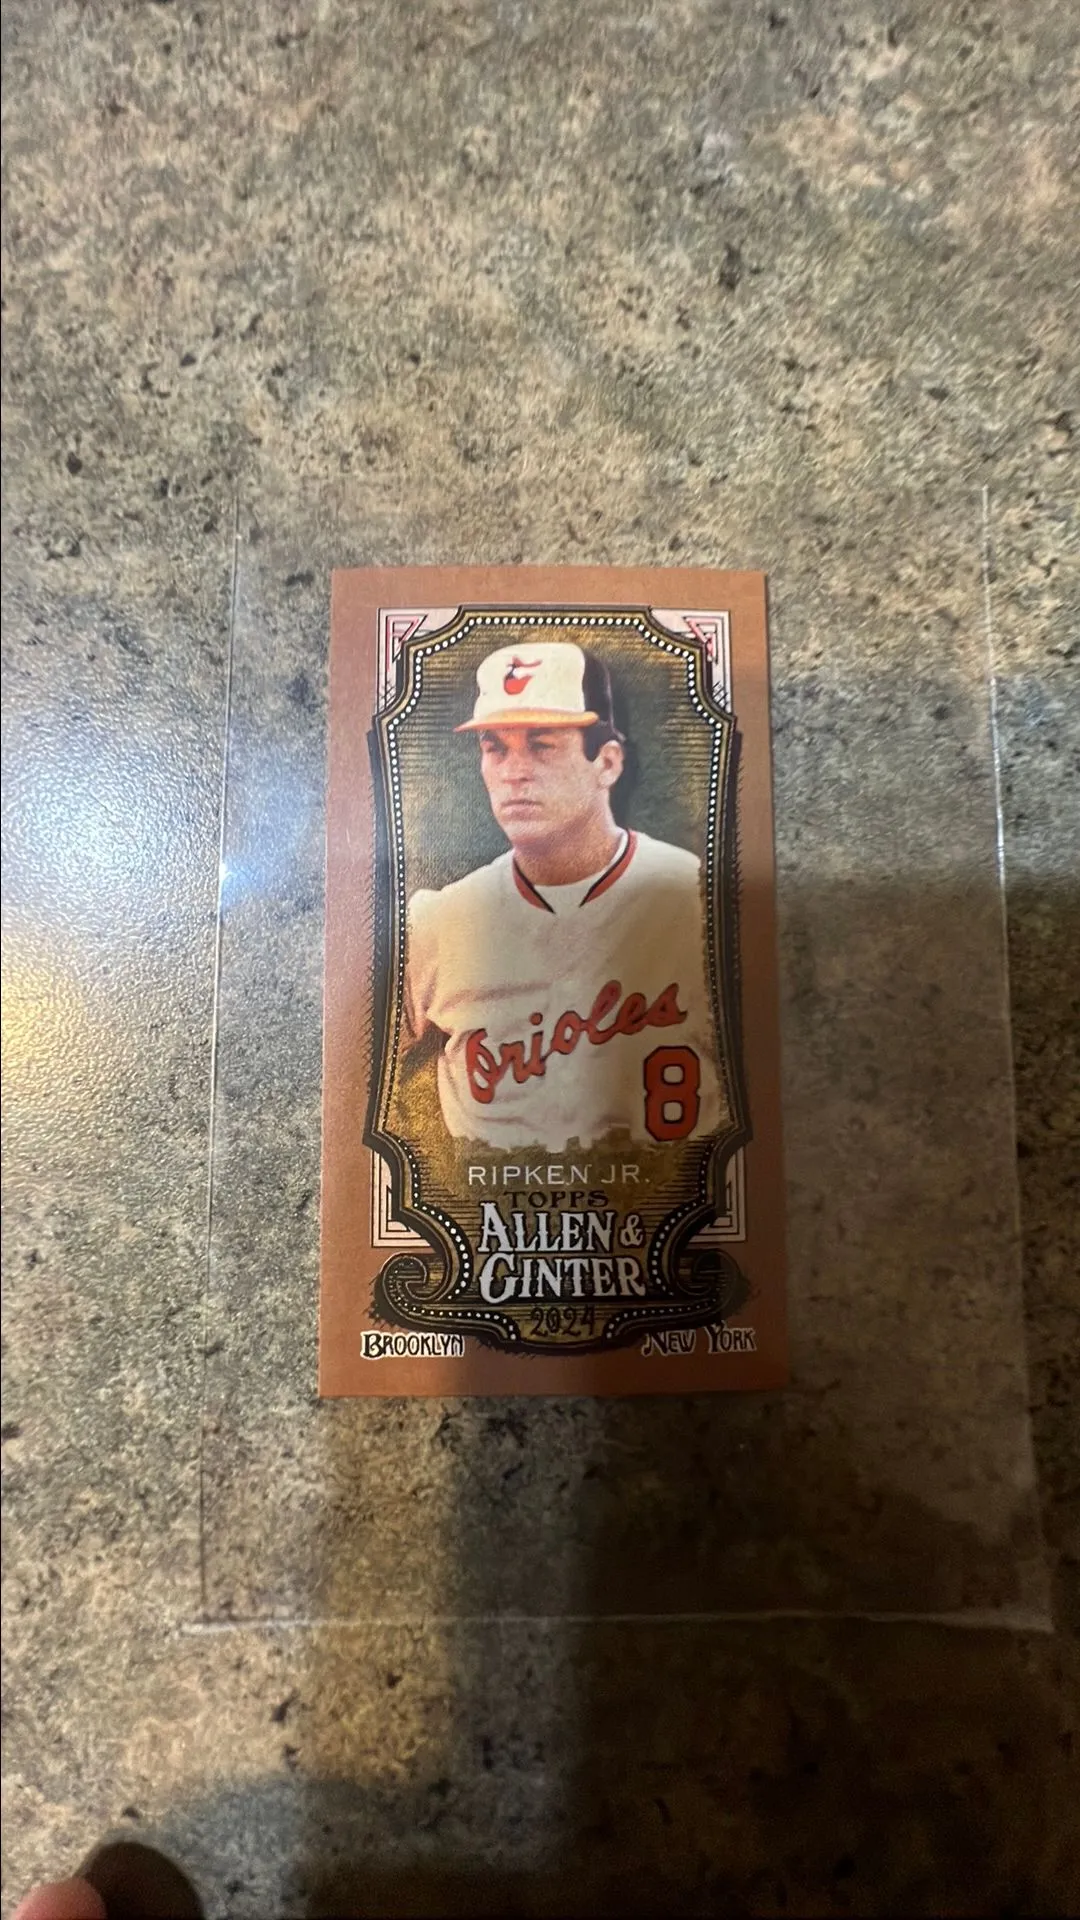 Orioles
8
RIPKEN JR.
TOPPS
ALLEN &
GINTER
2024
BROOKLYN NEW YORK